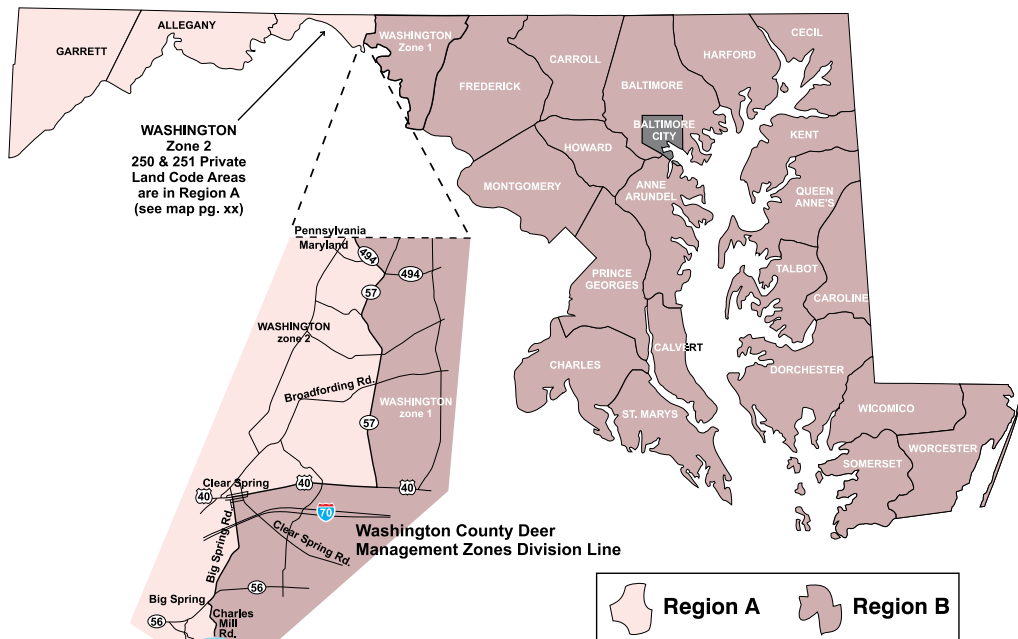 GARRETT
ALLEGANY
WASHINGTON
Zone 1
CARROLL
HARFORD
CECIL
FREDERICK
BALTIMORE
BALTIMORE
CITY
KENT
HOWARD
MONTGOMERY
ANNE
ARUNDEL
QUEEN
ANNE'S
PRINCE
GEORGES
TALBOT
CAROLINE
CALVERT
CHARLES
DORCHESTER
ST. MARYS
WICOMICO
SOMERSET
WORCESTER
WASHINGTON
Zone 2
250 & 251 Private
Land Code Areas
are in Region A
(see map pg. xx)
Pennsylvania
Maryland
494
494
57
WASHINGTON
zone 2
Broadfording Rd.
WASHINGTON
zone 1
57
Clear Spring
40
40
40
70
Big Spring Rd.
Clear Spring Rd.
Washington County Deer
Management Zones Division Line
56
Big Spring
56
Charles
Mill
Rd.
Region A
Region B